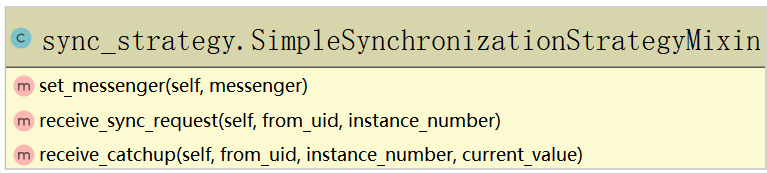 c sync_strategy.SimpleSynchronizationStrategyMixin
m set_messenger(self, messenger)
m receive_sync_request(self, from_uid, instance_number)
m receive_catchup(self, from_uid, instance_number, current_value)